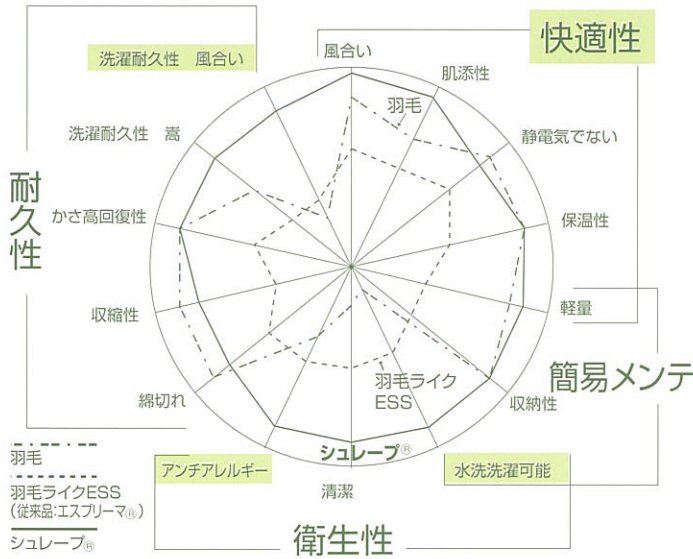 快適性
風合い
洗濯耐久性 風合い
肌添性
羽毛
洗濯耐久性 嵩
静電気でない
耐久性
かさ高回復性
保温性
収縮性
軽量
羽毛ライク
ESS
簡易メンテ
綿切れ
収納性
シュレープ®
羽毛
アンチアレルギー
水洗洗濯可能
羽毛ライクESS
清潔
(従来品:エスプリーマ®)
シュレープ®
衛生性